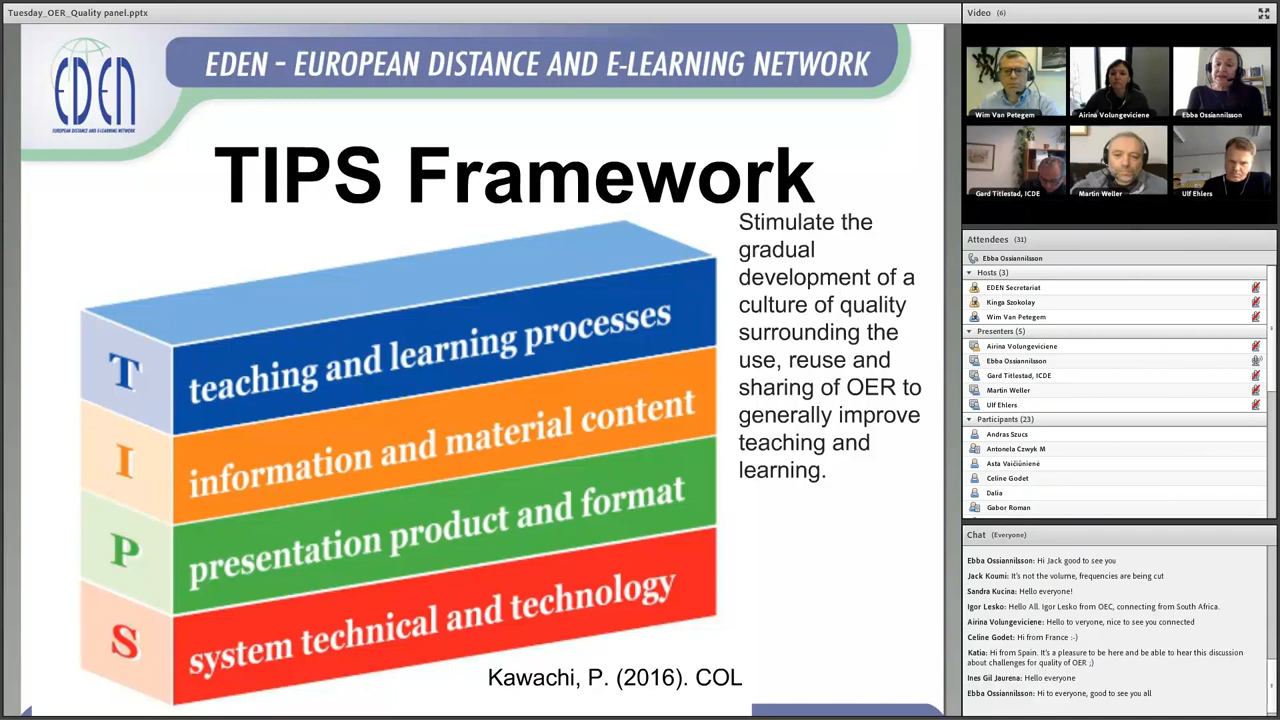 Tuesday_OER_Quality panel.pptx
EDEN
EUROPEAN DISTANCE AND E-LEARNING NETWORK
EDEN – EUROPEAN DISTANCE AND E-LEARNING NETWORK
TIPS Framework
T teaching and learning processes
I information and material content
P presentation product and format
S system technical and technology
Stimulate the
gradual
development of a
culture of quality
surrounding the
use, reuse and
sharing of OER to
generally improve
teaching and
learning.
Kawachi, P. (2016). COL
Video (6)
Wim Van Petegem
Airina Volungeviciene
Ebba Ossiannilsson
Gard Titlestad, ICDE
Martin Weller
Ulf Ehlers
Attendees (31)
Ebba Ossiannilsson
Hosts (3)
EDEN Secretariat
Kinga Szokolay
Wim Van Petegem
Presenters (5)
Airina Volungeviciene
Ebba Ossiannilsson
Gard Titlestad, ICDE
Martin Weller
Ulf Ehlers
Participants (23)
Andras Szucs
Antonela Czwyk M
Asta Vaičiūnienė
Celine Godet
Dalia
Gabor Roman
Chat (Everyone)
Ebba Ossiannilsson: Hi Jack good to see you
Jack Koumi: It's not the volume, frequencies are being cut
Sandra Kucina: Hello everyone!
Igor Lesko: Hello All. Igor Lesko from OEC, connecting from South Africa.
Airina Volungeviciene: Hello to veryone, nice to see you connected
Celine Godet: Hi from France :-)
Katia: Hi from Spain. It's a pleasure to be here and be able to hear this discussion
about challenges for quality of OER ;)
Ines Gil Jaurena: Hello everyone
Ebba Ossiannilsson: Hi to everyone, good to see you all